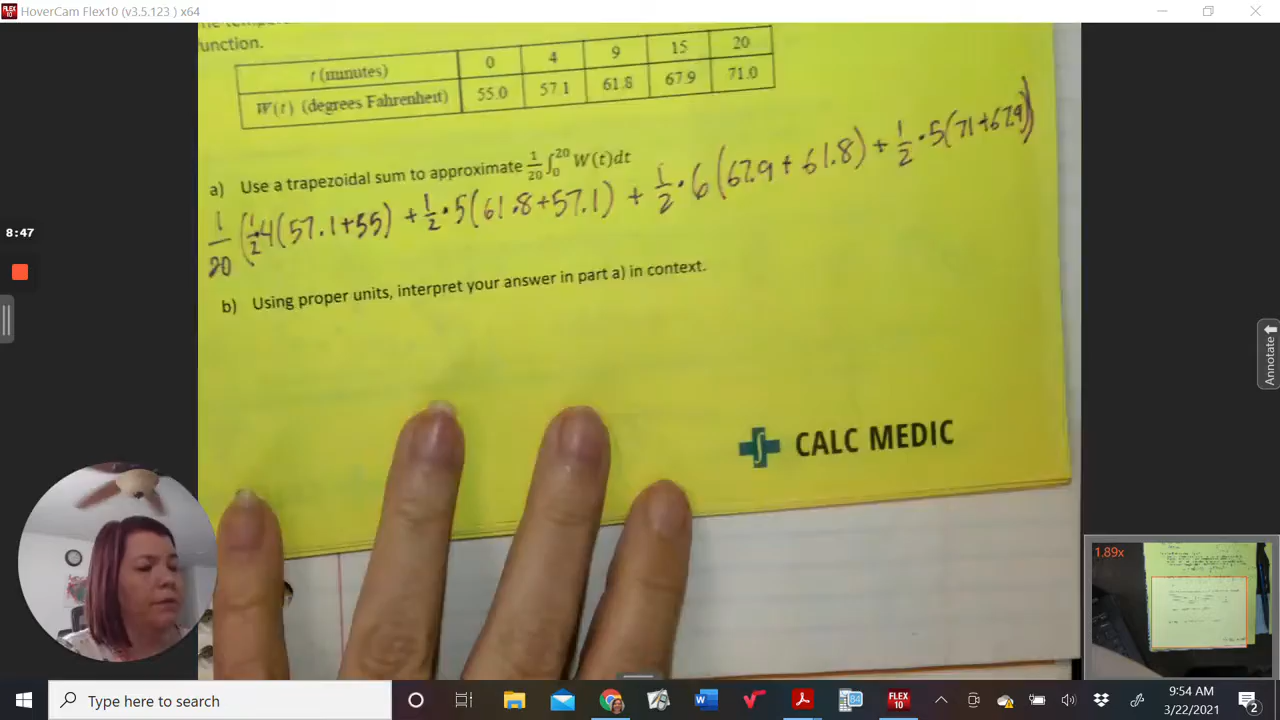 HoverCam Flex10 (v3.5.123) x64
function.
t (minutes) 0 4 9 15 20
W(t) (degrees Fahrenheit) 55.0 57.1 61.8 67.9 71.0
a) Use a trapezoidal sum to approximate 1/20 ∫₀²⁰ W(t)dt
1/20 (1/2·4(57.1+55) + 1/2·5(61.8+57.1) + 1/2·6(67.9+61.8) + 1/2·5(71+67.9))
b) Using proper units, interpret your answer in part a) in context.
CALC MEDIC
8:47
Annotate
1.89x
Type here to search
FLEX 10
9:54 AM
3/22/2021
2